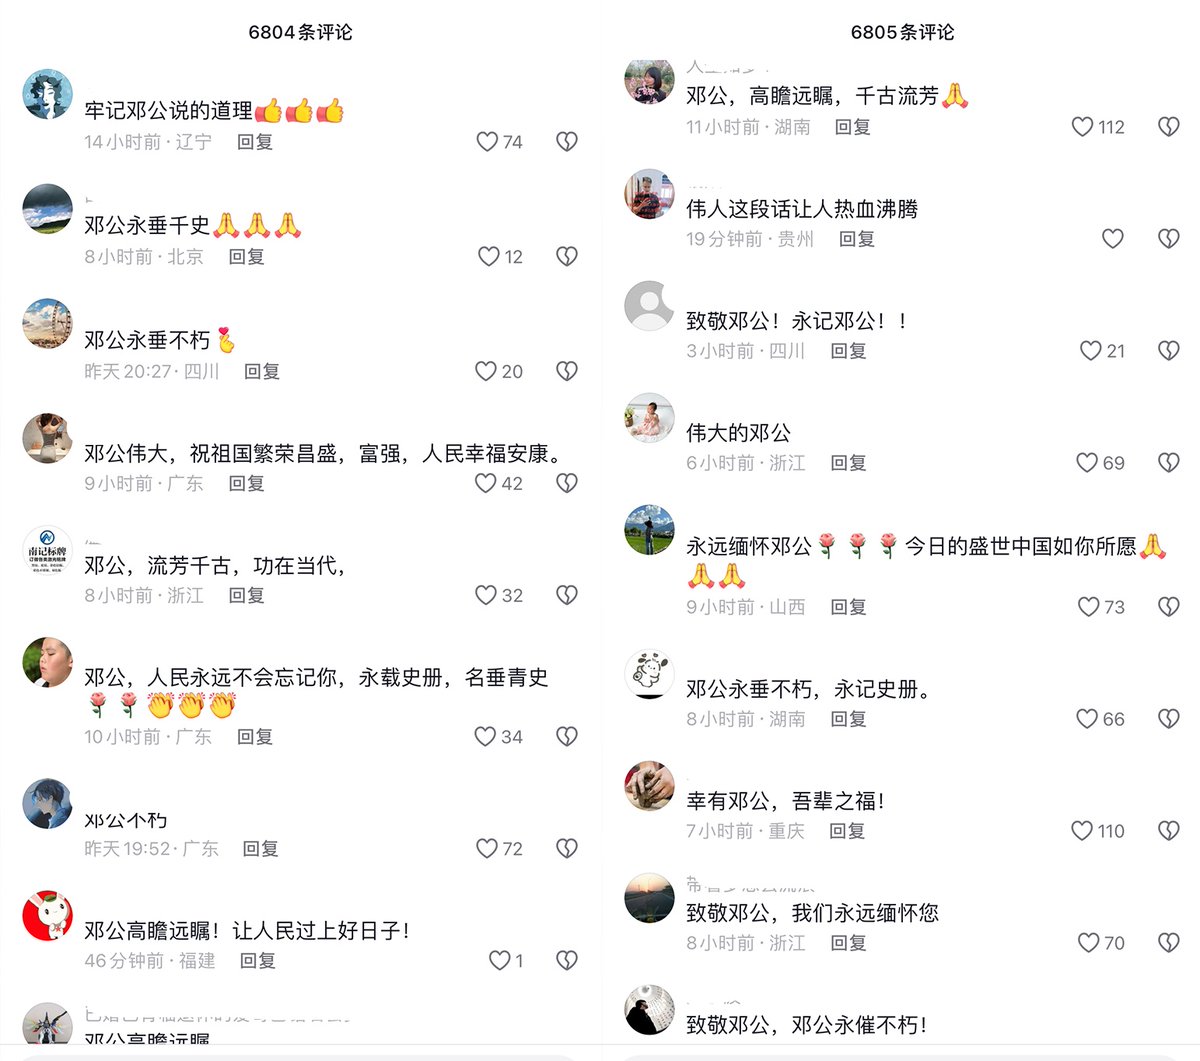 6804条评论
牢记邓公说的道理👍👍👍
14小时前·辽宁 回复 74
邓公永垂千史🙏🙏🙏
8小时前·北京 回复 12
邓公永垂不朽
昨天20:27·四川 回复 20
邓公伟大，祝祖国繁荣昌盛，富强，人民幸福安康。
9小时前·广东 回复 42
南记标牌
邓公，流芳千古，功在当代，
8小时前·浙江 回复 32
邓公，人民永远不会忘记你，永载史册，名垂青史
🌹🌹👏👏👏
10小时前·广东 回复 34
邓公不朽
昨天19:52·广东 回复 72
邓公高瞻远瞩！让人民过上好日子！
46分钟前·福建 回复 1
邓公高瞻远瞩
6805条评论
邓公，高瞻远瞩，千古流芳🙏
11小时前·湖南 回复 112
伟人这段话让人热血沸腾
19分钟前·贵州 回复
致敬邓公！永记邓公！！
3小时前·四川 回复 21
伟大的邓公
6小时前·浙江 回复 69
永远缅怀邓公🌹🌹🌹今日的盛世中国如你所愿🙏
🙏🙏
9小时前·山西 回复 73
邓公永垂不朽，永记史册。
8小时前·湖南 回复 66
幸有邓公，吾辈之福！
7小时前·重庆 回复 110
致敬邓公，我们永远缅怀您
8小时前·浙江 回复 70
致敬邓公，邓公永催不朽！